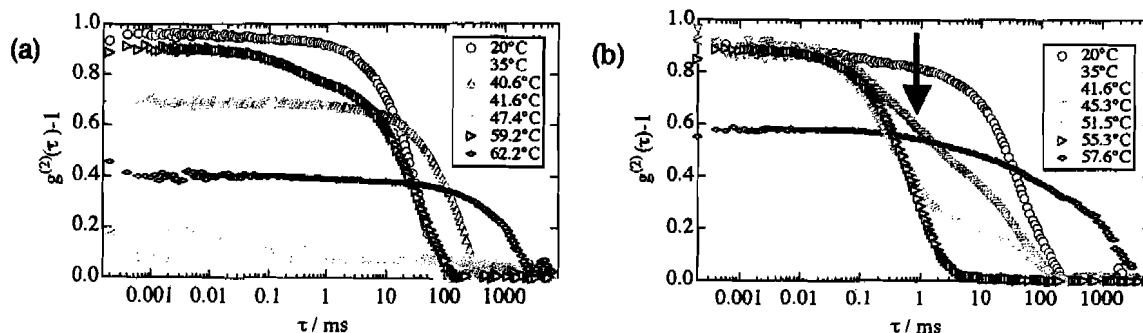 (a)
g(2)(τ)-1
1.0
0.8
0.6
0.4
0.2
0.0
0.001 0.01 0.1 1 10 100 1000
τ / ms
20°C
35°C
40.6°C
41.6°C
47.4°C
59.2°C
62.2°C
(b)
g(2)(τ)-1
1.0
0.8
0.6
0.4
0.2
0.0
0.001 0.01 0.1 1 10 100 1000
τ / ms
20°C
35°C
41.6°C
45.3°C
51.5°C
55.3°C
57.6°C